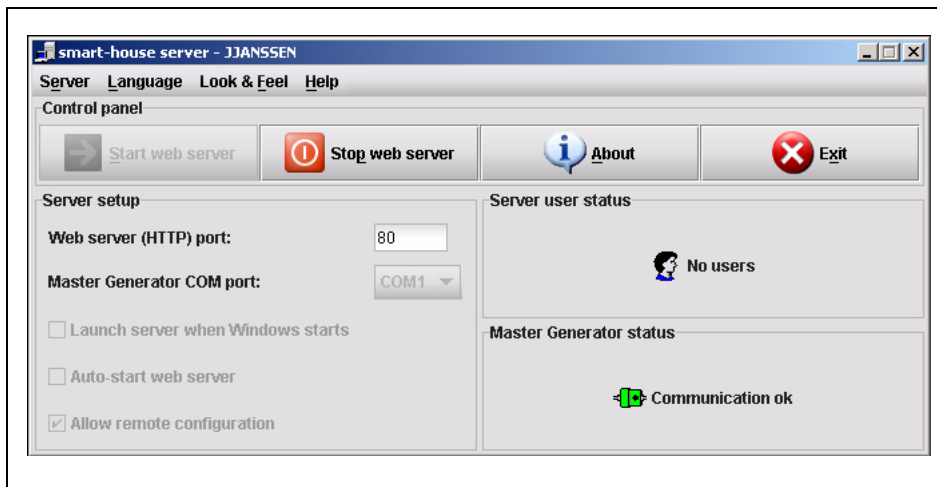 smart-house server - JJANSSEN
Server Language Look & Feel Help
Control panel
Start web server Stop web server About Exit
Server setup
Web server (HTTP) port: 80
Master Generator COM port: COM1
Launch server when Windows starts
Auto-start web server
Allow remote configuration
Server user status
No users
Master Generator status
Communication ok